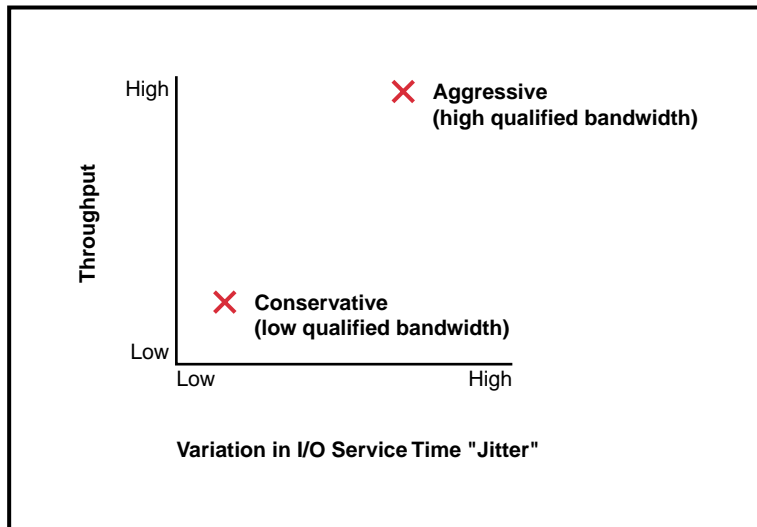 High
Aggressive
(high qualified bandwidth)
Throughput
Conservative
(low qualified bandwidth)
Low
Low
High
Variation in I/O Service Time "Jitter"